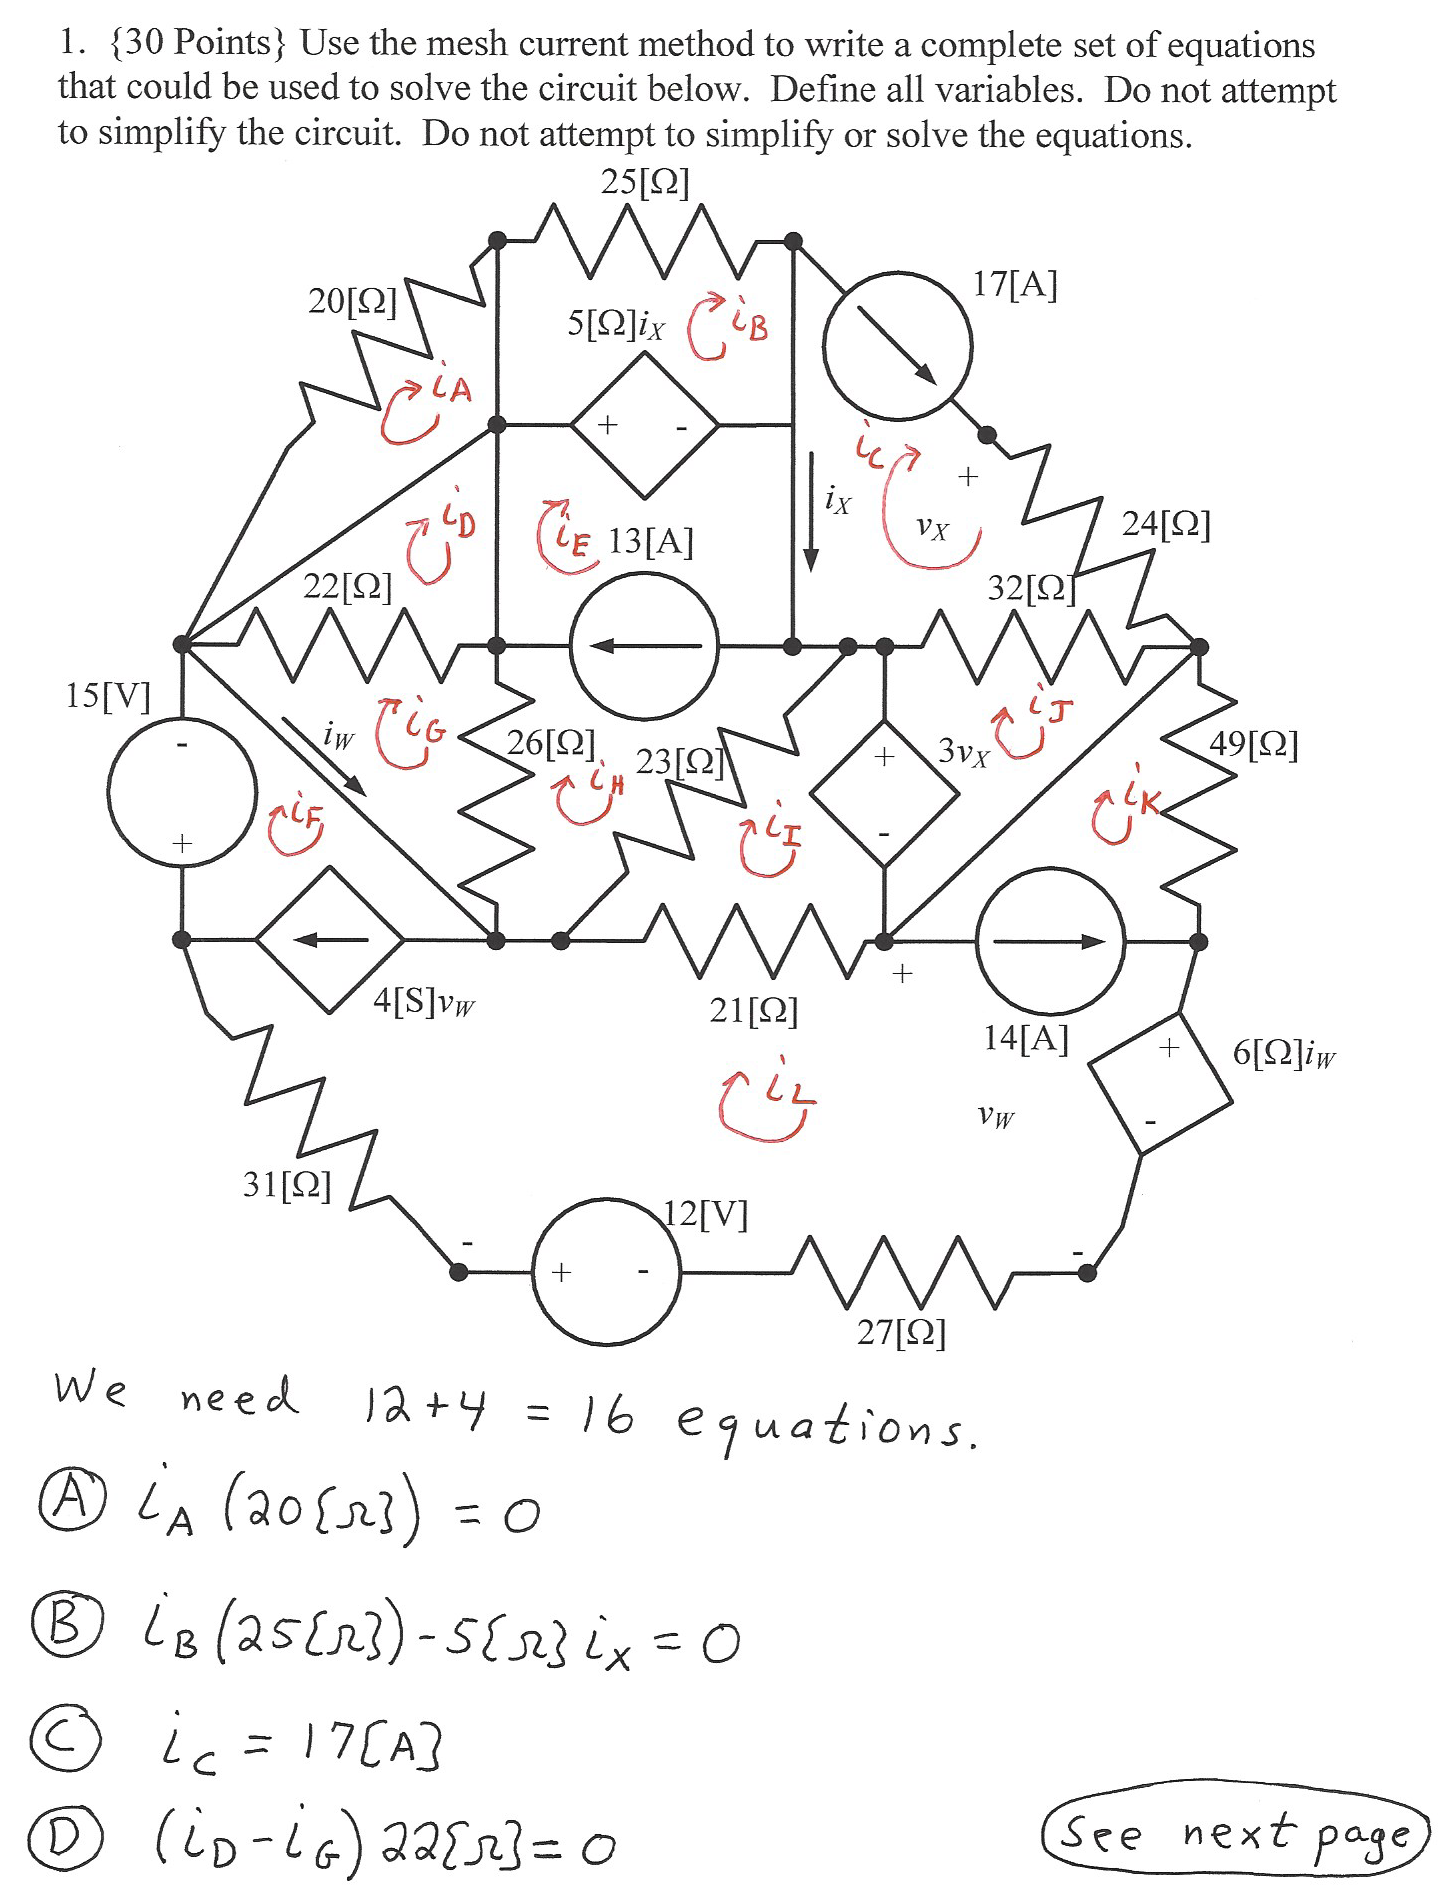 1. {30 Points} Use the mesh current method to write a complete set of equations
that could be used to solve the circuit below. Define all variables. Do not attempt
to simplify the circuit. Do not attempt to simplify or solve the equations.
25[Ω]
20[Ω]
17[A]
5[Ω]iX
iB
iA
iC
+
-
+
iX
vX
24[Ω]
iD
iE
13[A]
22[Ω]
32[Ω]
15[V]
-
iW
iG
26[Ω]
23[Ω]
iH
+
3vX
iJ
49[Ω]
iF
iI
iK
+
-
4[S]vW
21[Ω]
+
14[A]
+
6[Ω]iW
-
iL
vW
31[Ω]
12[V]
-
+
-
-
27[Ω]
We need 12+4 = 16 equations.
(A) iA (20[Ω]) = 0
(B) iB (25[Ω]) - 5[Ω] iX = 0
(C) iC = 17[A]
(D) (iD - iG) 22[Ω] = 0
See next page